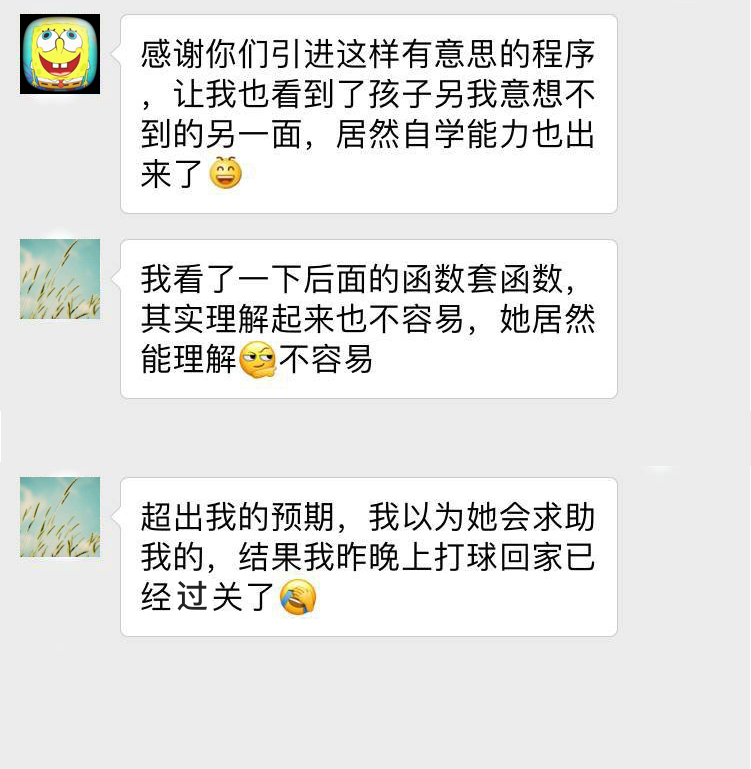 感谢你们引进这样有意思的程序
，让我也看到了孩子另我意想不
到的另一面，居然自学能力也出
来了😄
我看了一下后面的函数套函数，
其实理解起来也不容易，她居然
能理解🤔不容易
超出我的预期，我以为她会求助
我的，结果我昨晚上打球回家已
经过关了🤦